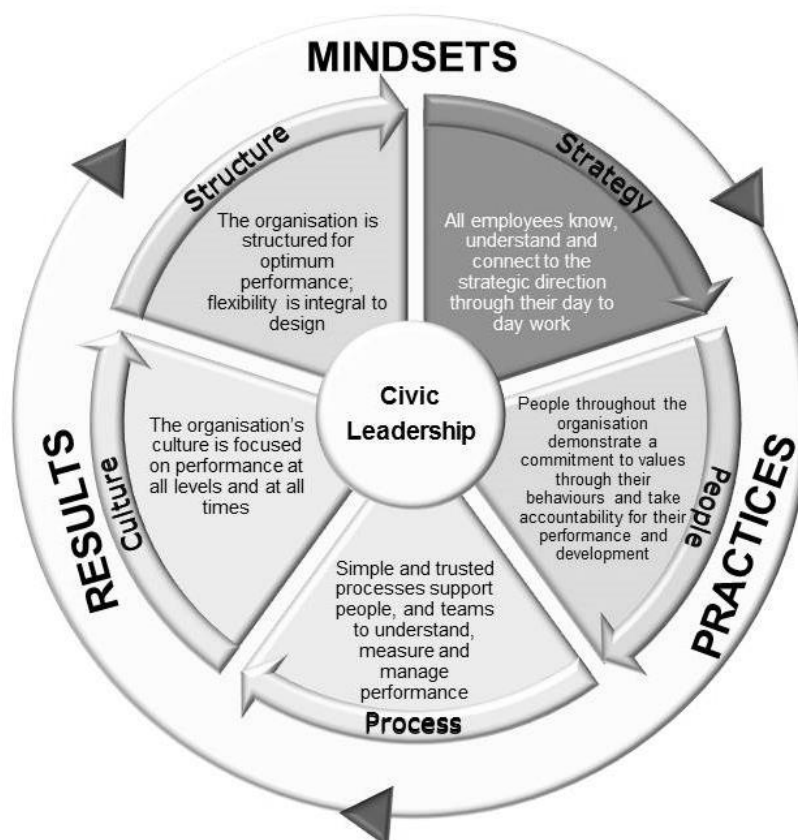 MINDSETS
Structure
The organisation is
structured for
optimum
performance;
flexibility is integral to
design
Strategy
All employees know,
understand and
connect to the
strategic direction
through their day to
day work
Civic
Leadership
People throughout the
organisation
demonstrate a
commitment to values
through their
behaviours and take
accountability for their
performance and
development
People
PRACTICES
Simple and trusted
processes support
people, and teams
to understand,
measure and
manage
performance
Process
The organisation's
culture is focused
on performance at
all levels and at all
times
Culture
RESULTS